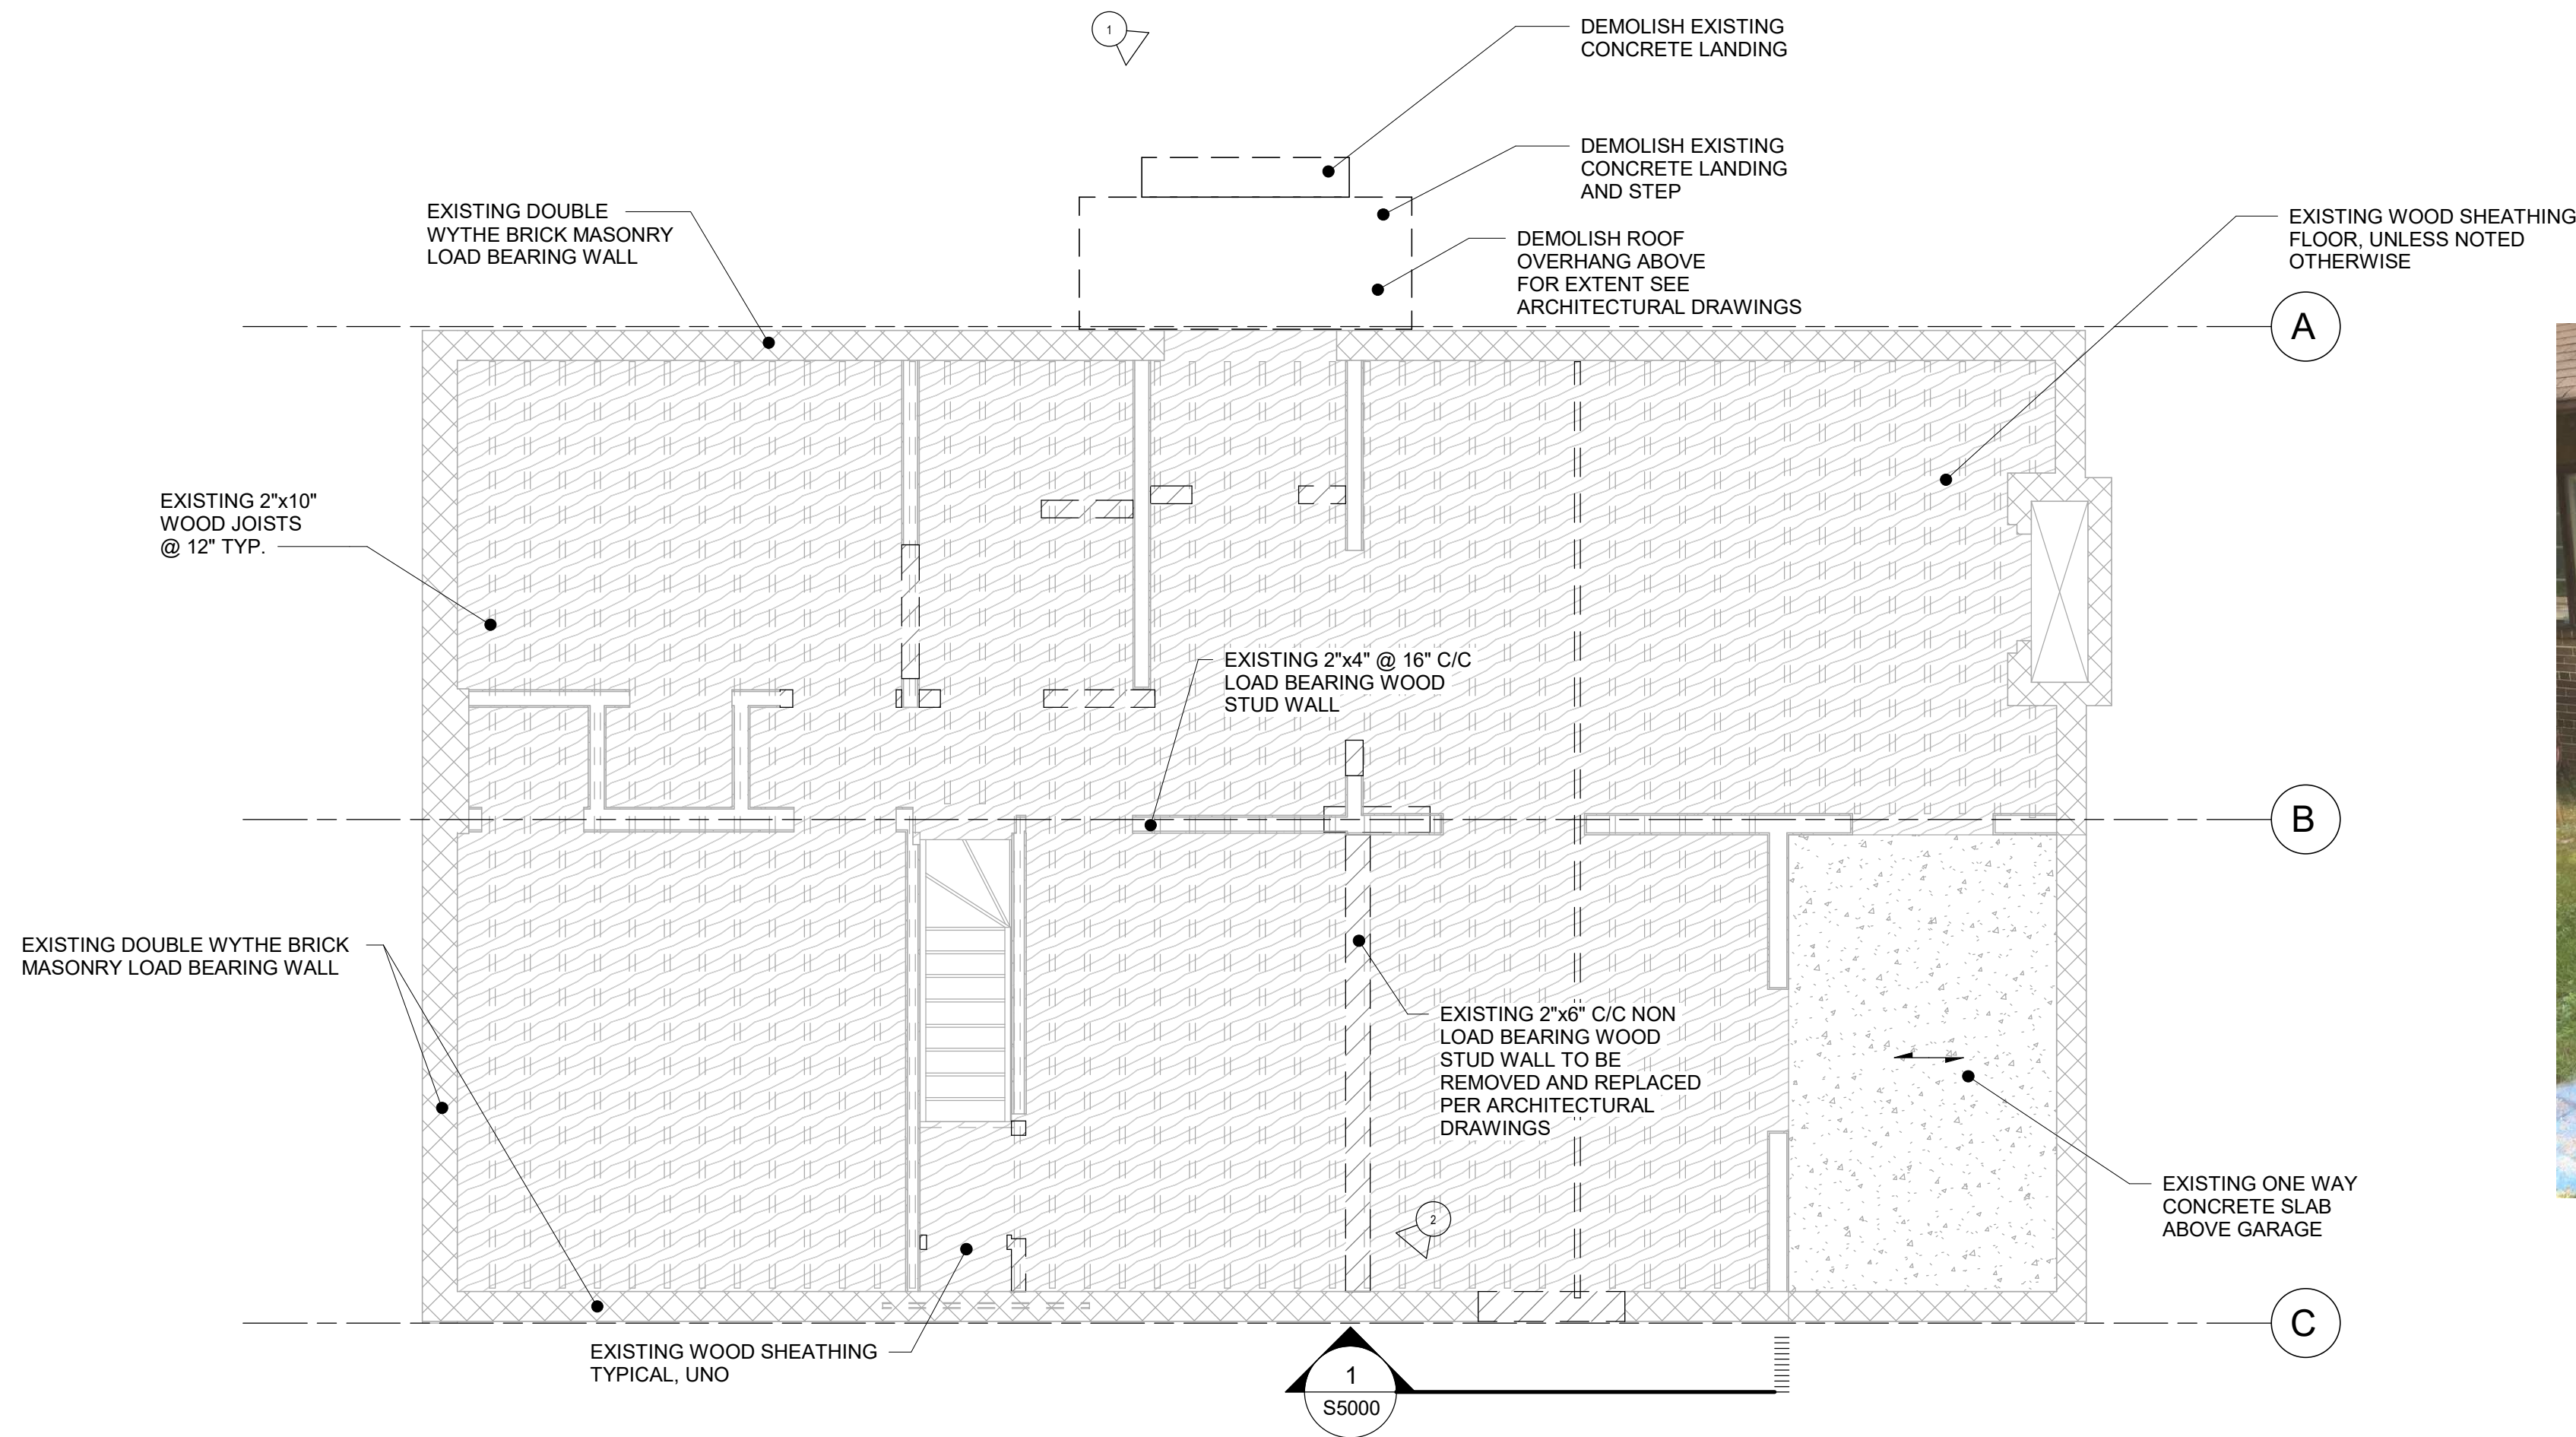 1
DEMOLISH EXISTING
CONCRETE LANDING
DEMOLISH EXISTING
CONCRETE LANDING
AND STEP
EXISTING DOUBLE
WYTHE BRICK MASONRY
LOAD BEARING WALL
DEMOLISH ROOF
OVERHANG ABOVE
FOR EXTENT SEE
ARCHITECTURAL DRAWINGS
EXISTING WOOD SHEATHING
FLOOR, UNLESS NOTED
OTHERWISE
A
EXISTING 2"x10"
WOOD JOISTS
@ 12" TYP.
EXISTING 2"x4" @ 16" C/C
LOAD BEARING WOOD
STUD WALL
B
EXISTING DOUBLE WYTHE BRICK
MASONRY LOAD BEARING WALL
EXISTING 2"x6" C/C NON
LOAD BEARING WOOD
STUD WALL TO BE
REMOVED AND REPLACED
PER ARCHITECTURAL
DRAWINGS
2
EXISTING ONE WAY
CONCRETE SLAB
ABOVE GARAGE
C
EXISTING WOOD SHEATHING
TYPICAL, UNO
1
S5000